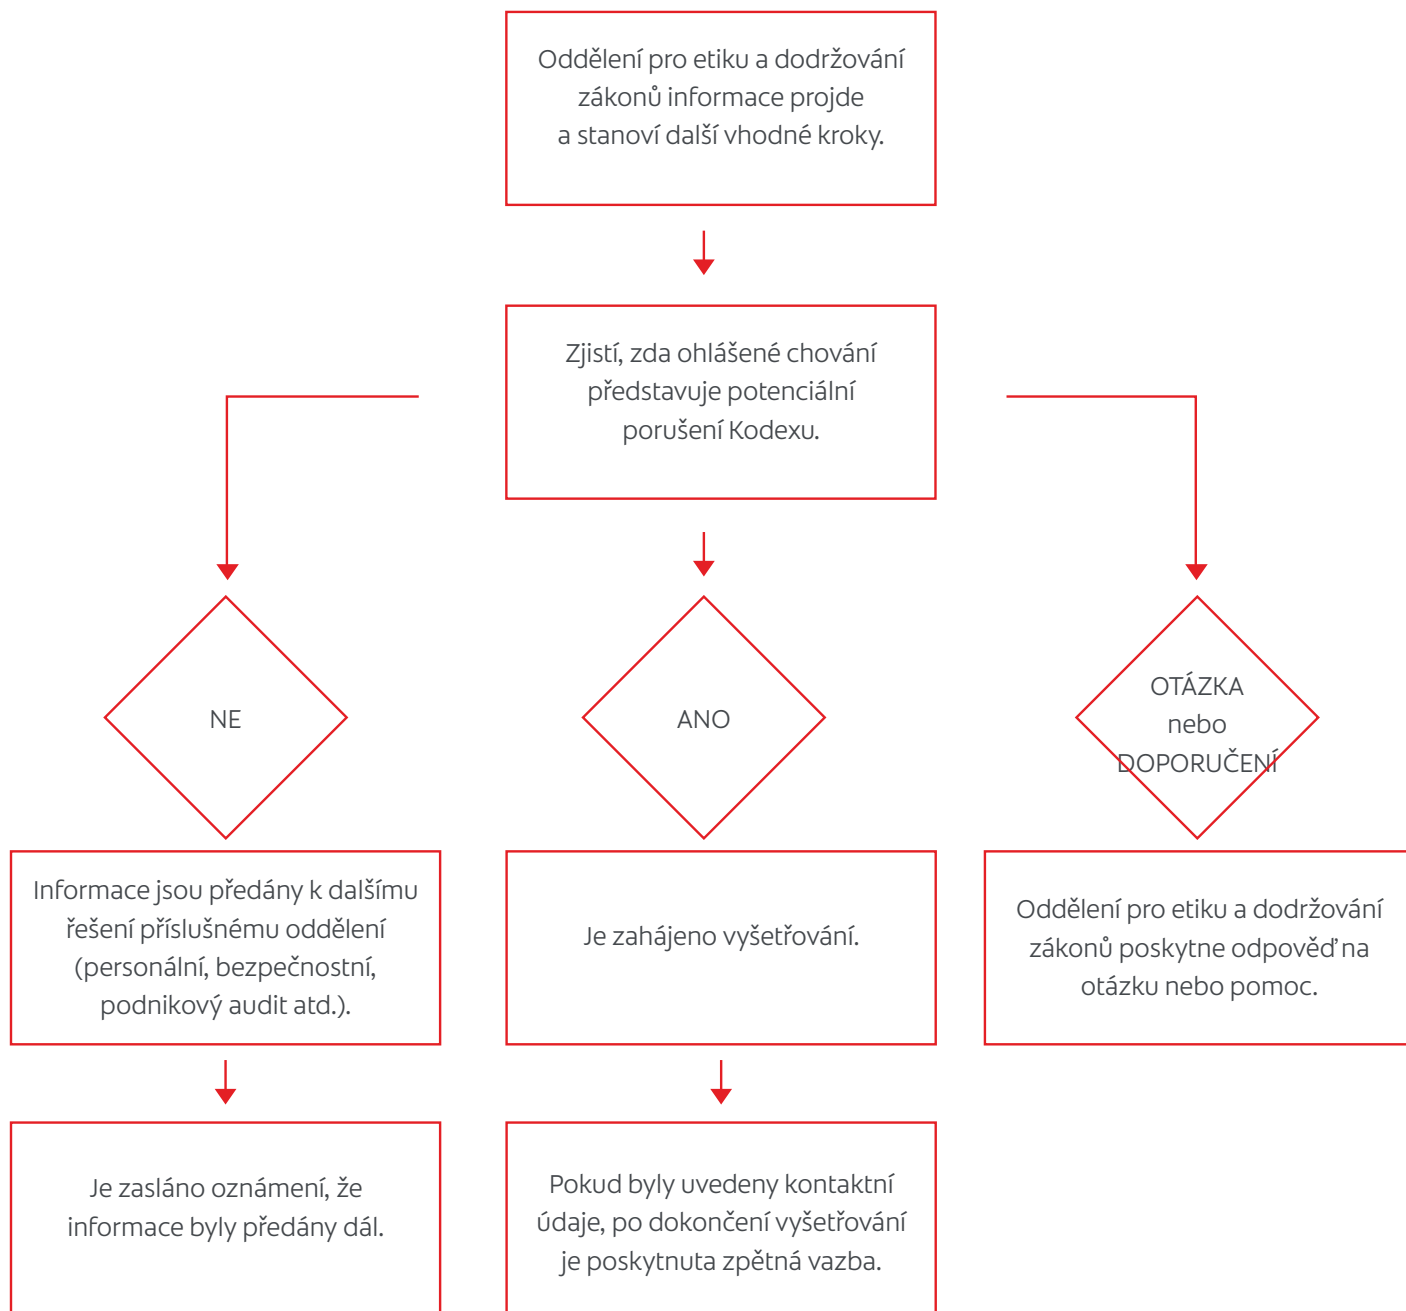 Oddělení pro etiku a dodržování
zákonů informace projde
a stanoví další vhodné kroky.
Zjistí, zda ohlášené chování
představuje potenciální
porušení Kodexu.
NE
ANO
OTÁZKA
nebo
DOPORUČENÍ
Informace jsou předány k dalšímu
řešení příslušnému oddělení
(personální, bezpečnostní,
podnikový audit atd.).
Je zahájeno vyšetřování.
Oddělení pro etiku a dodržování
zákonů poskytne odpověď na
otázku nebo pomoc.
Je zasláno oznámení, že
informace byly předány dál.
Pokud byly uvedeny kontaktní
údaje, po dokončení vyšetřování
je poskytnuta zpětná vazba.